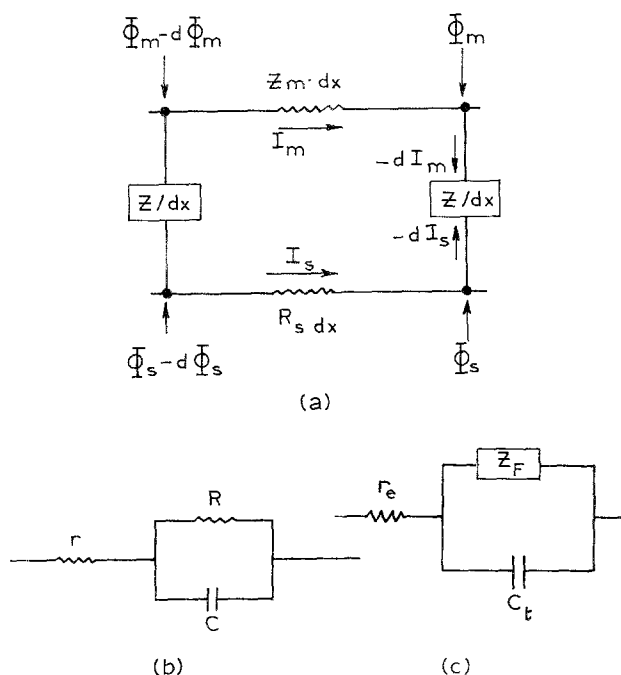 Φm-dΦm
Φm
Zm·dx
Im
-dIm
Z/dx
Z/dx
-dIs
Is
Rs dx
Φs-dΦs
Φs
(a)
r
R
C
(b)
re
ZF
Ct
(c)